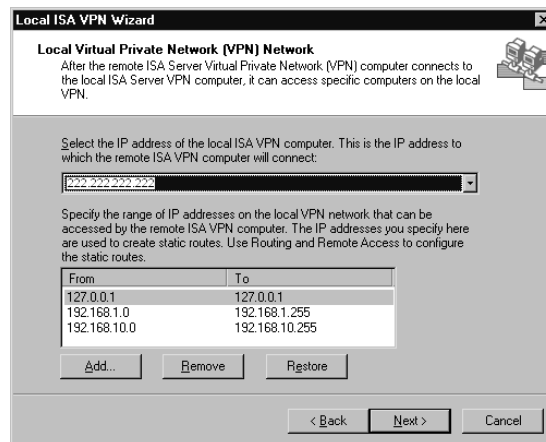 Local ISA VPN Wizard
Local Virtual Private Network (VPN) Network
After the remote ISA Server Virtual Private Network (VPN) computer connects to
the local ISA Server VPN computer, it can access specific computers on the local
VPN.
Select the IP address of the local ISA VPN computer. This is the IP address to
which the remote ISA VPN computer will connect:
222.222.222.222
Specify the range of IP addresses on the local VPN network that can be
accessed by the remote ISA VPN computer. The IP addresses you specify here
are used to create static routes. Use Routing and Remote Access to configure
the static routes.
From To
127.0.0.1 127.0.0.1
192.168.1.0 192.168.1.255
192.168.10.0 192.168.10.255
Add... Remove Restore
< Back Next > Cancel